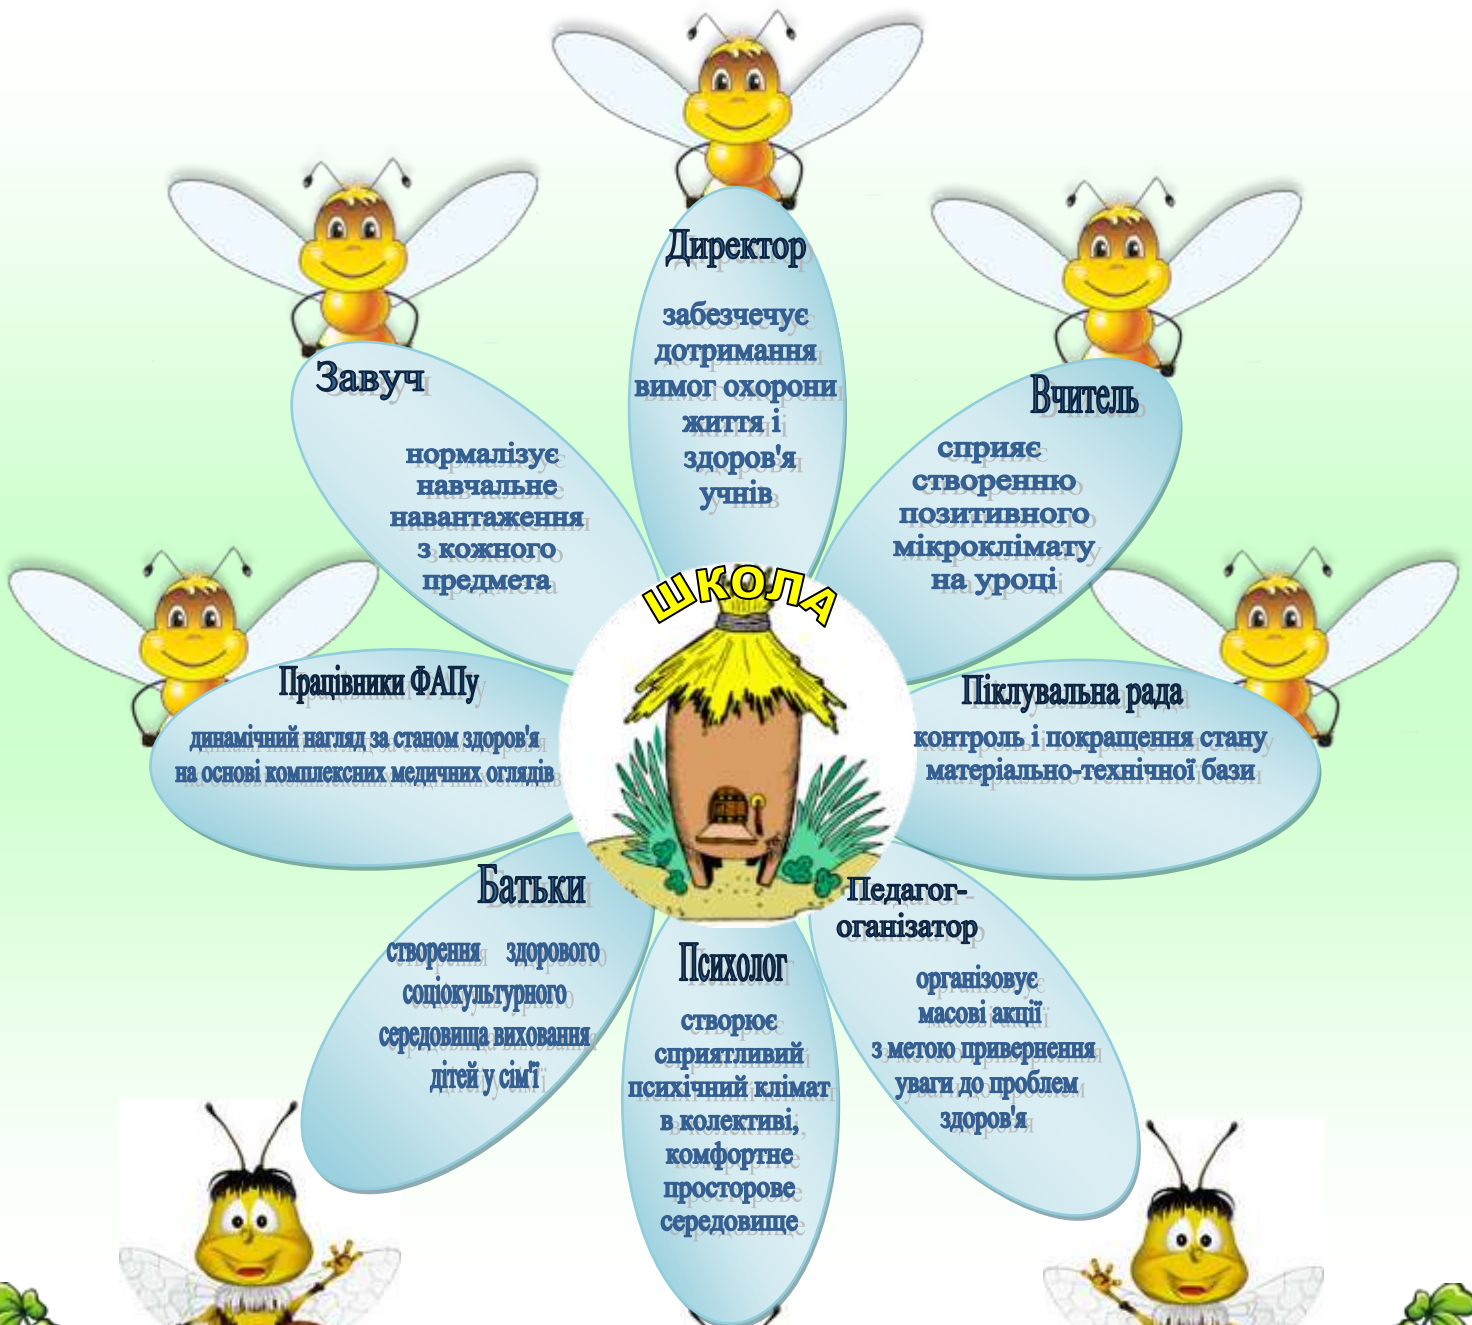 Директор
забезчечує
дотримання
вимог охорони
життя і
здоров'я
учнів
Завуч
нормалізує
навчальне
навантаження
з кожного
предмета
Вчитель
сприяє
створенню
позитивного
мікроклімату
на уроці
ШКОЛА
Працівники ФАПу
динамічний нагляд за станом здоров'я
на основі комплексних медичних оглядів
Піклувальна рада
контроль і покращення стану
матеріально-технічної бази
Батьки
створення здорового
соціокультурного
середовища виховання
дітей у сім'ї
Психолог
створює
сприятливий
психічний клімат
в колективі,
комфортне
просторове
середовище
Педагог-
оганізатор
організовує
масові акції
з метою привернення
уваги до проблем
здоров'я